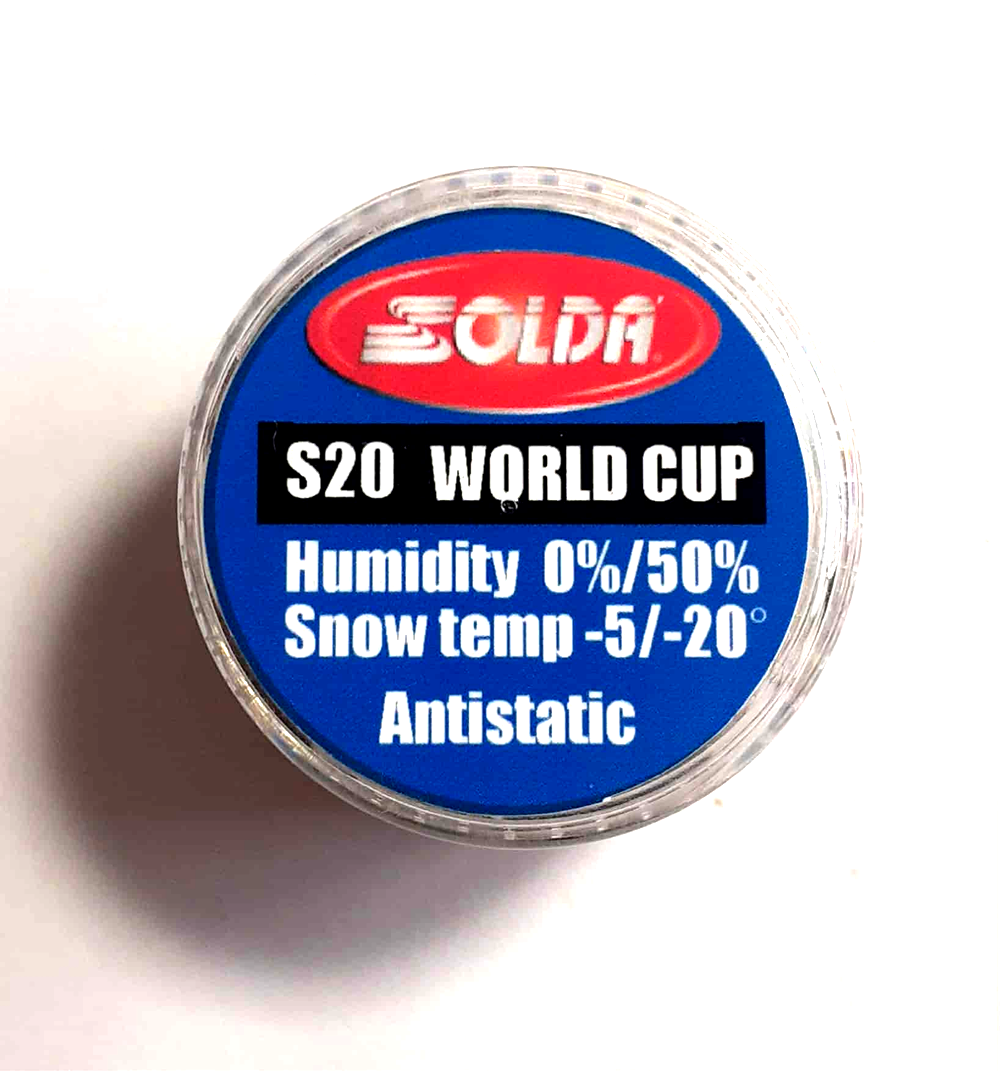 SOLDA
S20 WORLD CUP
Humidity 0%/50%
Snow temp -5/-20°
Antistatic